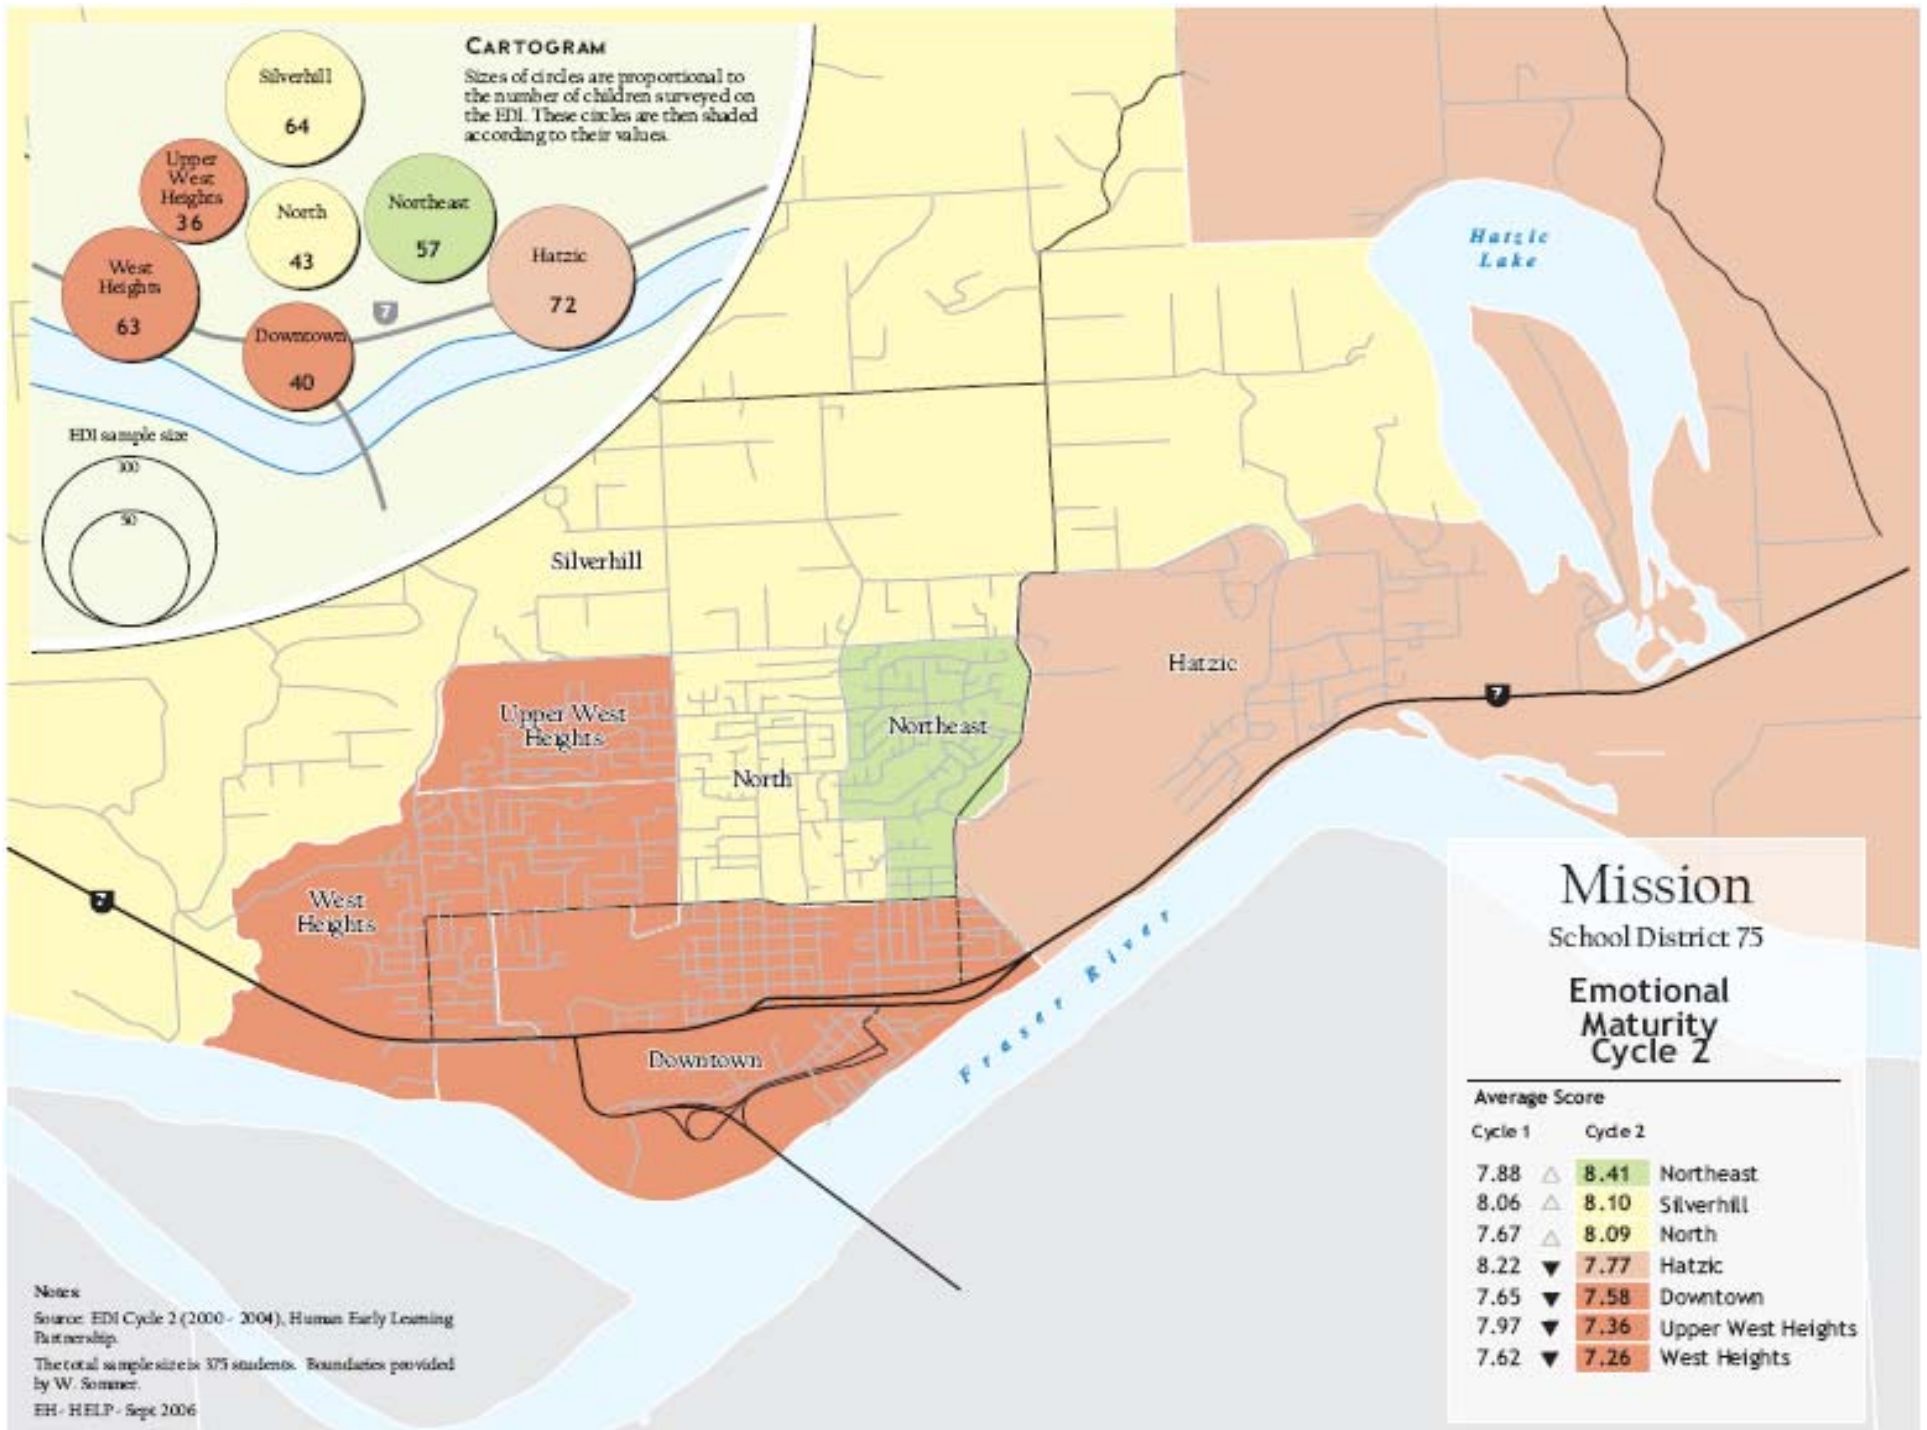 CARTOGRAM
Sizes of circles are proportional to
the number of children surveyed on
the EDI. These circles are then shaded
according to their values.
Silverhill
64
Upper
West
Heights
36
North
43
Northeast
57
Hatzic
72
West
Heights
63
Downtown
40
7
EDI sample size
100
50
Hatzic
Lake
Silverhill
Hatzic
7
Upper West
Heights
Northeast
North
West
Heights
7
Downtown
Fraser River
Mission
School District 75
Emotional
Maturity
Cycle 2
Average Score
Cycle 1 Cycle 2
7.88 △ 8.41 Northeast
8.06 △ 8.10 Silverhill
7.67 △ 8.09 North
8.22 ▼ 7.77 Hatzic
7.65 ▼ 7.58 Downtown
7.97 ▼ 7.36 Upper West Heights
7.62 ▼ 7.26 West Heights
Notes
Source: EDI Cycle 2 (2000 - 2004), Human Early Learning
Partnership.
The total sample size is 375 students. Boundaries provided
by W. Sommer.
EH - HELP - Sept 2006